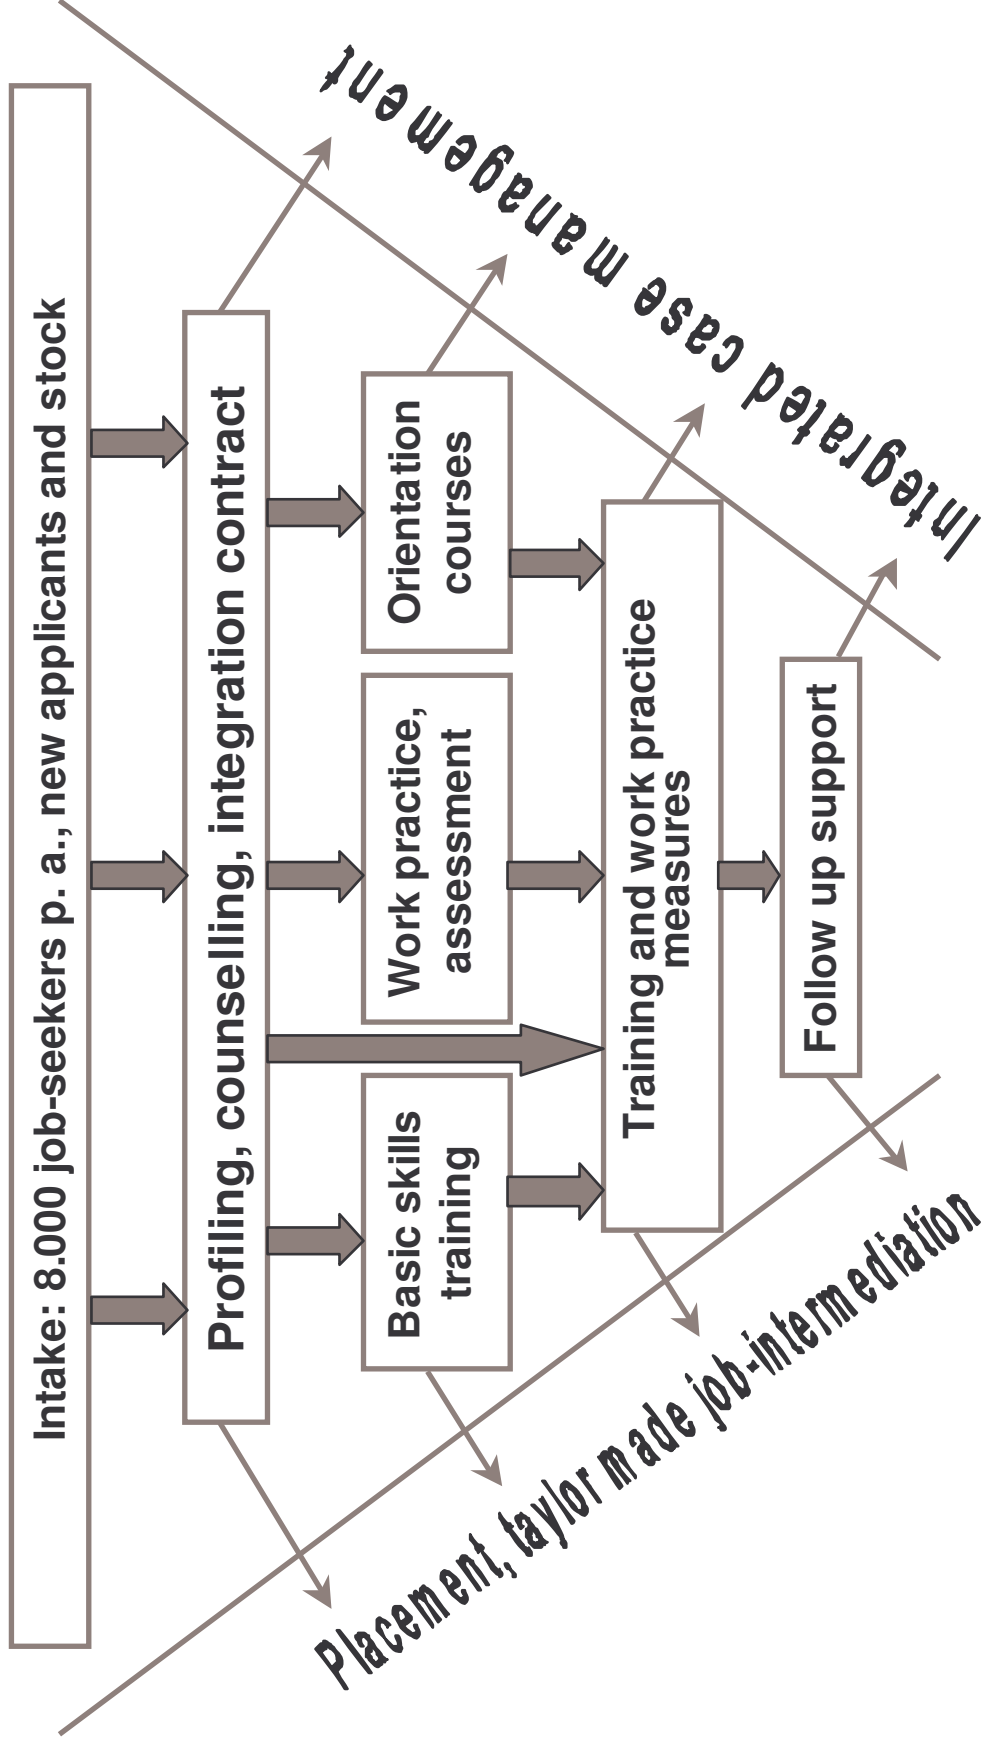 Intake: 8.000 job-seekers p. a., new applicants and stock
Profiling, counselling, integration contract
Basic skills
training
Work practice,
assessment
Orientation
courses
Training and work practice
measures
Follow up support
Placement, taylor made job-intermediation
Integrated case management